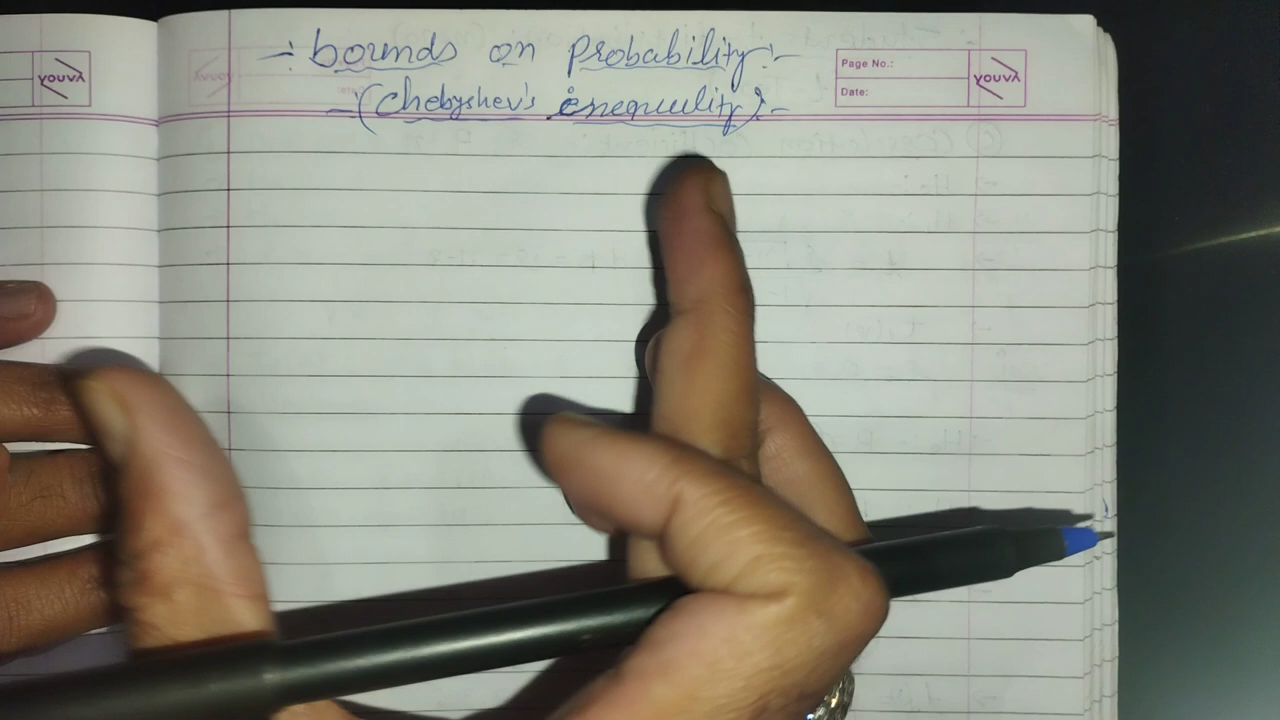 -: bounds on Probability :-
-(Chebyshev's inequality)-
Page No.:
Date:
YOUVA
YOUVA